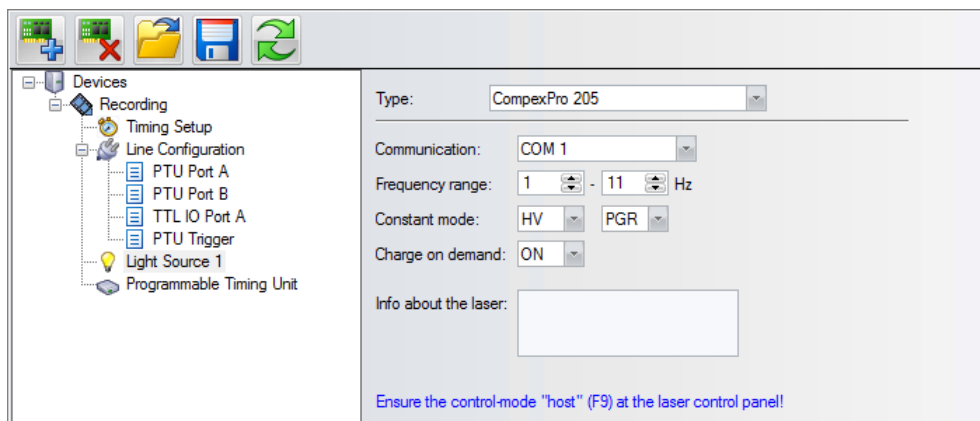 Devices
Recording
Timing Setup
Line Configuration
PTU Port A
PTU Port B
TTL IO Port A
PTU Trigger
Light Source 1
Programmable Timing Unit
Type: CompexPro 205
Communication: COM 1
Frequency range: 1 - 11 Hz
Constant mode: HV PGR
Charge on demand: ON
Info about the laser:
Ensure the control-mode "host" (F9) at the laser control panel!